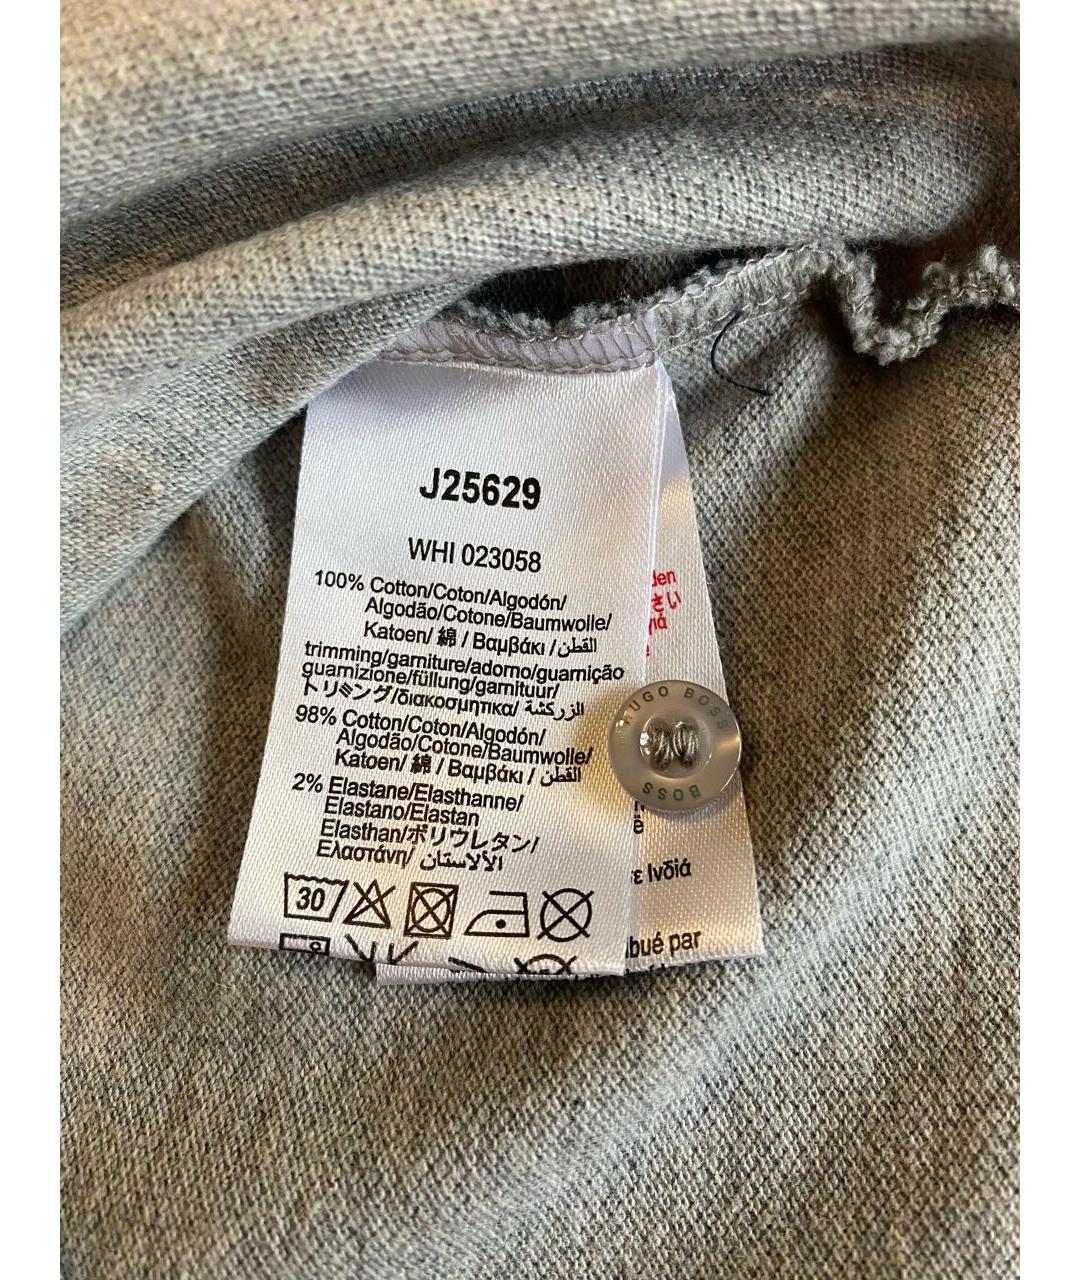 J25629
WHI 023058
100% Cotton/Coton/Algodón/
Algodão/Cotone/Baumwolle/
Katoen/ 綿 / Βαμβάκι /القطن
trimming/garniture/adorno/guarnição
guarnizione/füllung/garnituur/
トリミング/διακοσμητικα/ الزركشة
98% Cotton/Coton/Algodón/
Algodão/Cotone/Baumwolle/
Katoen/ 綿 / Βαμβάκι / القطن
2% Elastane/Elasthanne/
Elastano/Elastan
Elasthan/ポリウレタン/
Ελαστάνη/ الألاستان
30
HUGO BOSS
BOSS
Ινδιά
par